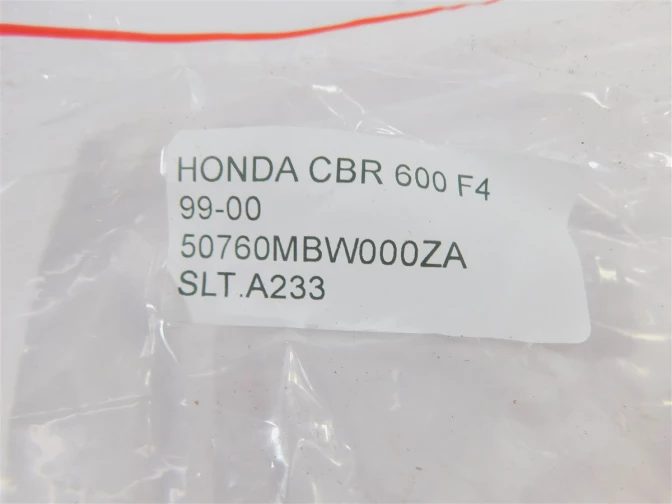 HONDA CBR 600 F4
99-00
50760MBW000ZA
SLT.A233